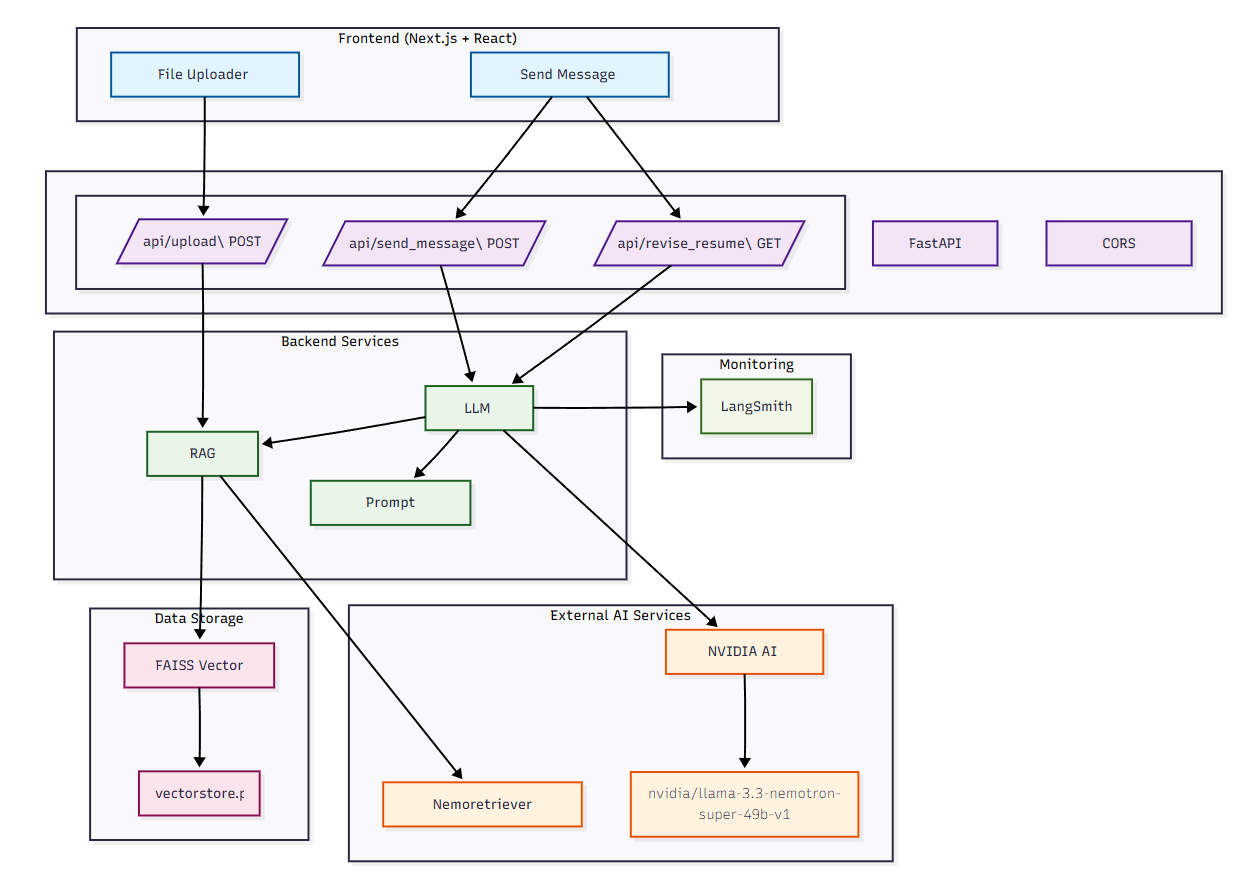 Frontend (Next.js + React)
File Uploader
Send Message
api/upload\ POST
api/send_message\ POST
api/revise_resume\ GET
FastAPI
CORS
Backend Services
Monitoring
LLM
LangSmith
RAG
Prompt
Data Storage
External AI Services
FAISS Vector
NVIDIA AI
vectorstore.p
Nemoretriever
nvidia/llama-3.3-nemotron-
super-49b-v1